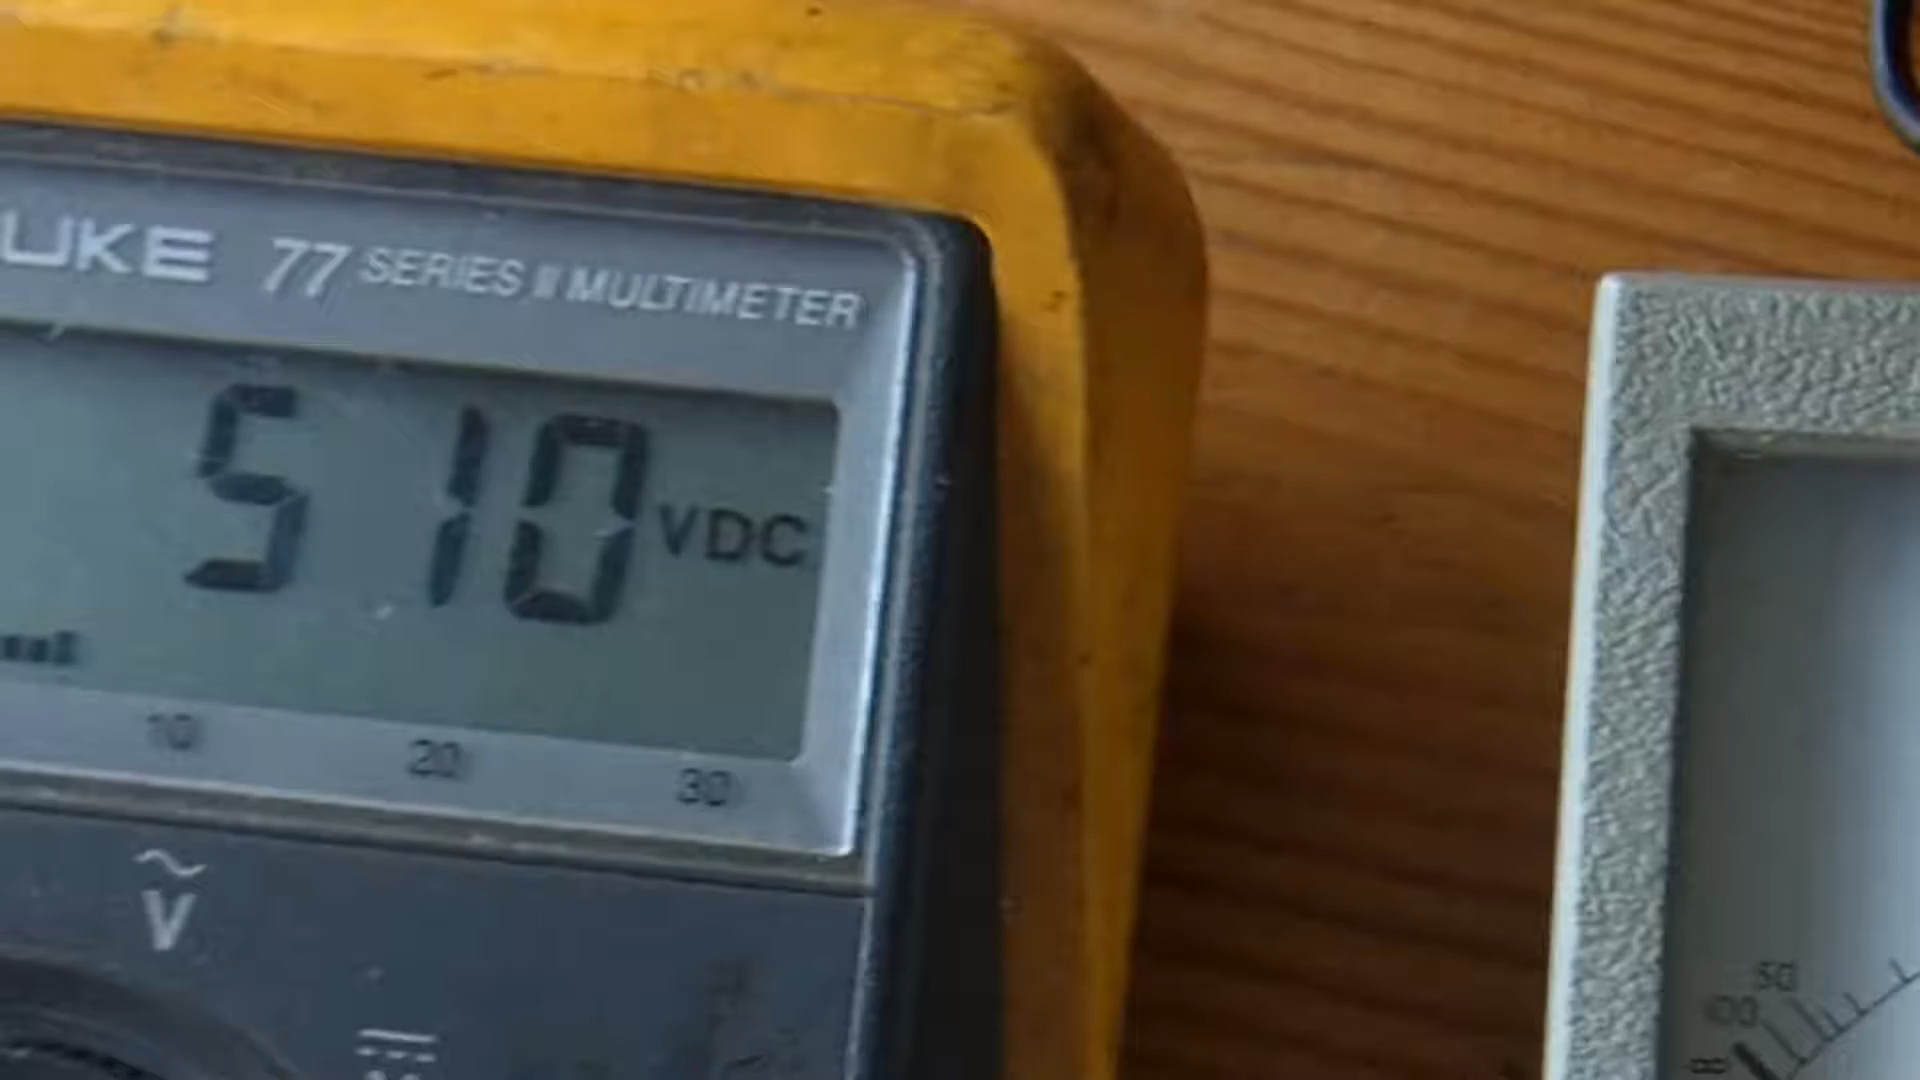 UKE 77 SERIES II MULTIMETER
510 VDC
10 20 30
V
50